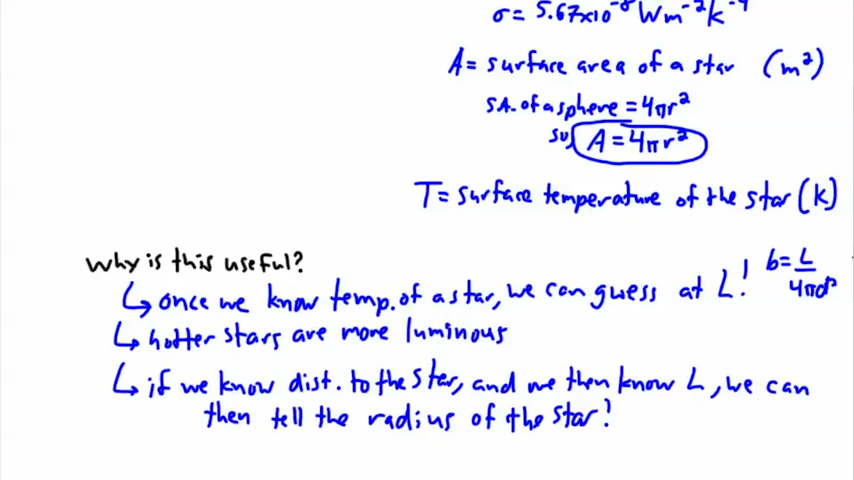 σ = 5.67x10⁻⁸ Wm⁻²k⁻⁴
A = surface area of a star (m²)
S.A. of a sphere = 4πr²
so, A = 4πr²
T = surface temperature of the star (k)
Why is this useful?
b = L / 4πd²
↳ once we know temp. of a star, we can guess at L!
↳ hotter stars are more luminous
↳ if we know dist. to the star, and we then know L, we can
then tell the radius of the star!